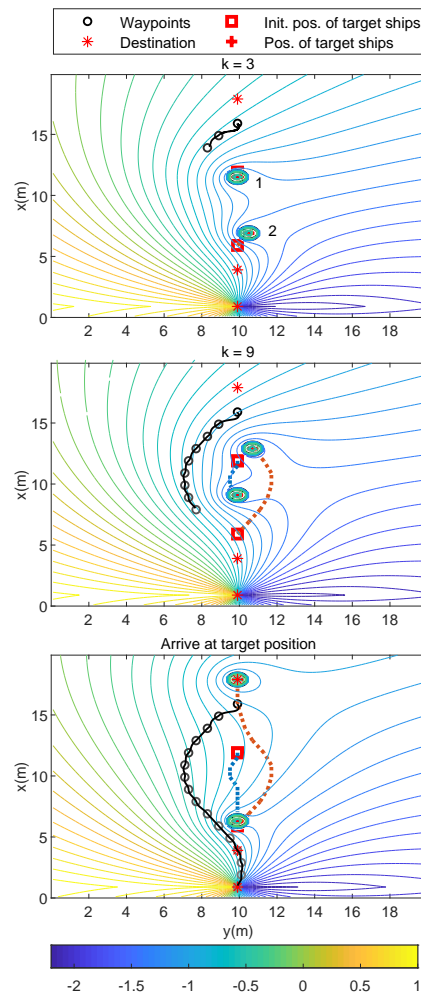 Waypoints Init. pos. of target ships
Destination Pos. of target ships
k = 3
x(m)
15
10
5
0
1
2
2 4 6 8 10 12 14 16 18
k = 9
x(m)
15
10
5
0
2 4 6 8 10 12 14 16 18
Arrive at target position
x(m)
15
10
5
0
2 4 6 8 10 12 14 16 18
y(m)
-2 -1.5 -1 -0.5 0 0.5 1